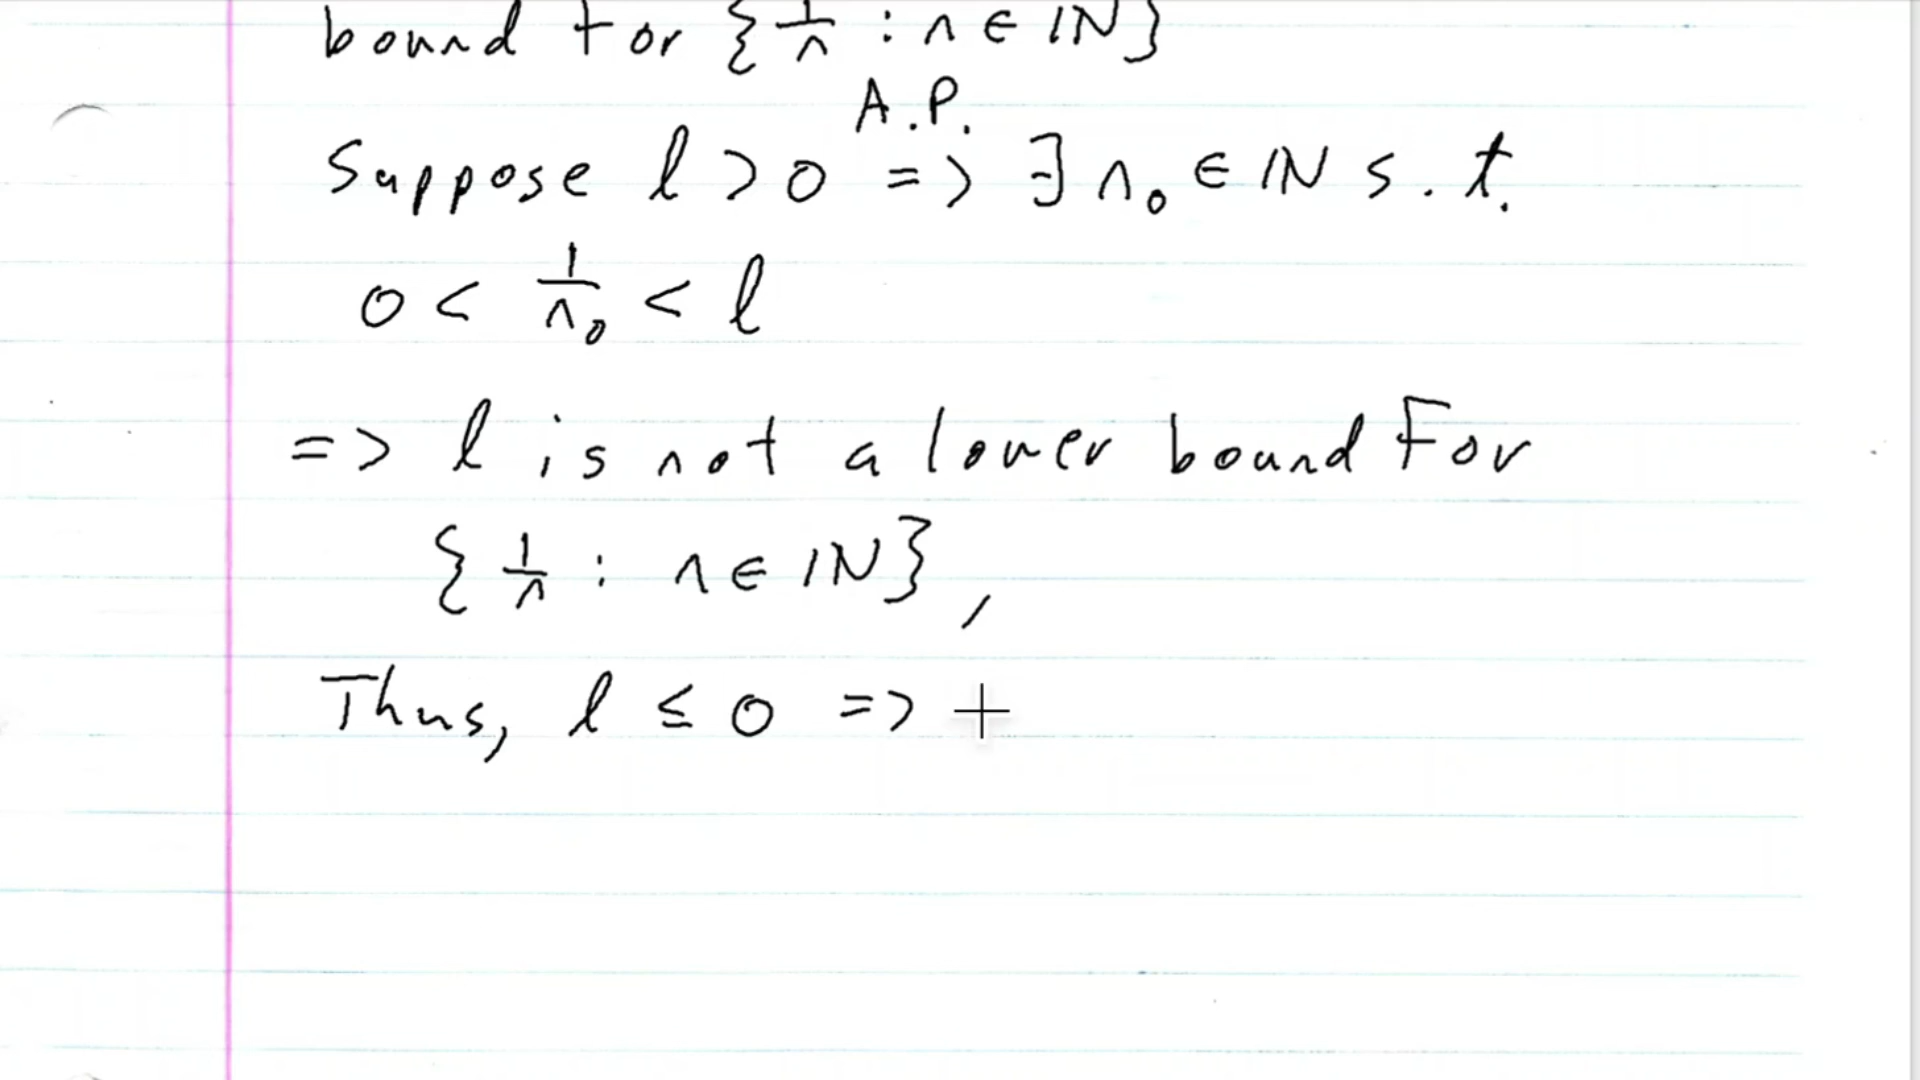 bound for {1/n : n ∈ ℕ}
A.P.
Suppose l > 0 => ∃ n₀ ∈ ℕ s.t.
0 < 1/n₀ < l
=> l is not a lower bound for
{1/n : n ∈ ℕ},
Thus, l ≤ 0 =>